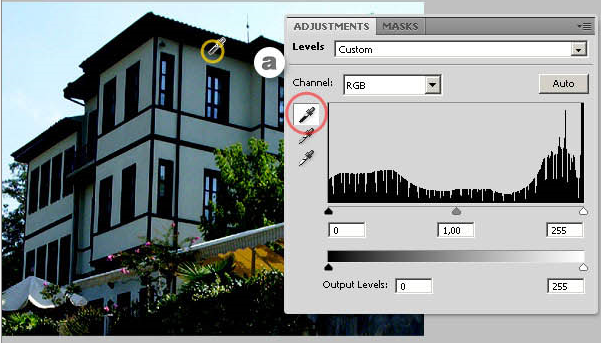 ADJUSTMENTS MASKS
Levels Custom
a
Channel: RGB Auto
0 1,00 255
Output Levels: 0 255